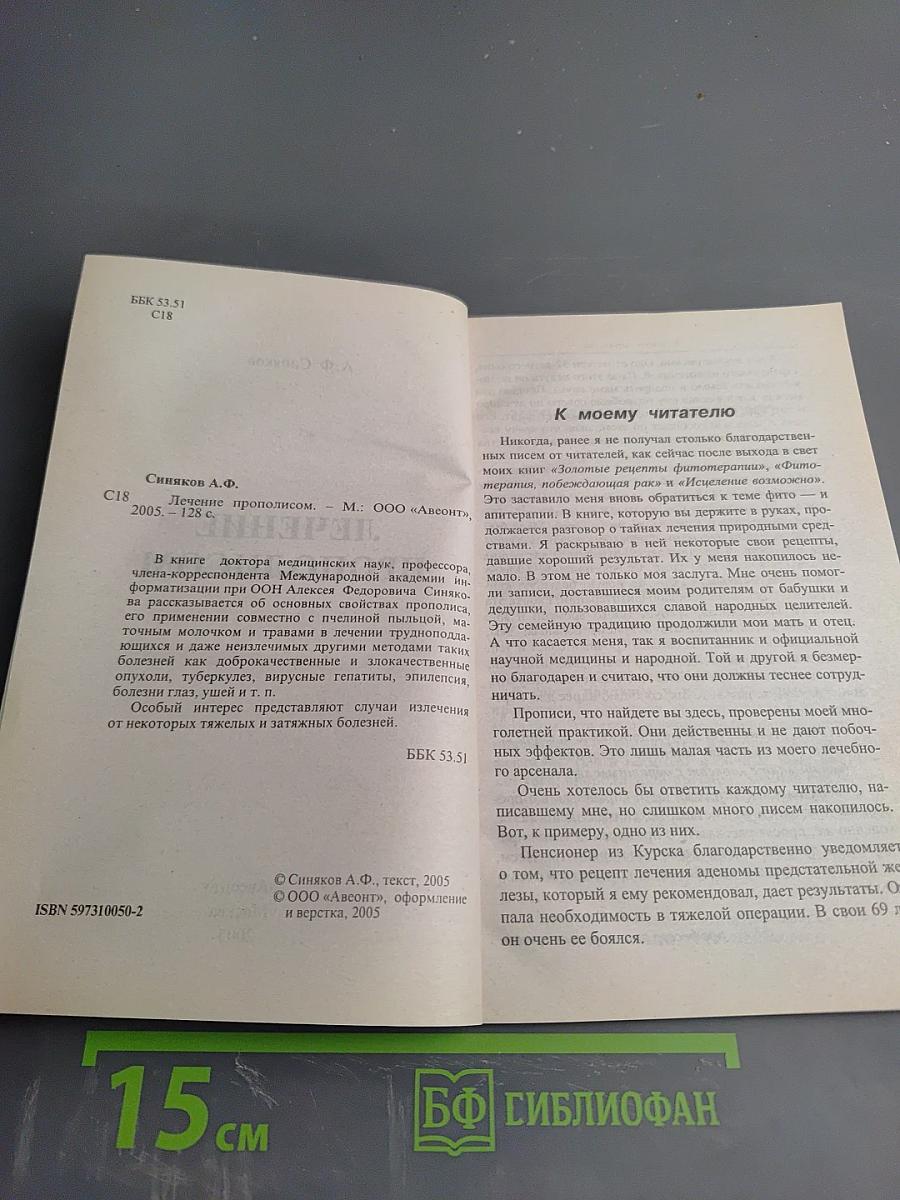 ББК 53.51
С18
Синяков А.Ф.
С18 Лечение прополисом. – М.: ООО «Авеонт»,
2005. – 128 с.
В книге доктора медицинских наук, профессора,
члена-корреспондента Международной академии ин-
форматизации при ООН Алексея Федоровича Синяко-
ва рассказывается об основных свойствах прополиса,
его применении совместно с пчелиной пыльцой, ма-
точным молочком и травами в лечении трудноподда-
ющихся и даже неизлечимых другими методами таких
болезней как доброкачественные и злокачественные
опухоли, туберкулез, вирусные гепатиты, эпилепсия,
болезни глаз, ушей и т. п.
Особый интерес представляют случаи излечения
от некоторых тяжелых и затяжных болезней.
ББК 53.51
© Синяков А.Ф., текст, 2005
© ООО «Авеонт», оформление
и верстка, 2005
ISBN 597310050-2
К моему читателю
Никогда, ранее я не получал столько благодарствен-
ных писем от читателей, как сейчас после выхода в свет
моих книг «Золотые рецепты фитотерапии», «Фито-
терапия, побеждающая рак» и «Исцеление возможно».
Это заставило меня вновь обратиться к теме фито — и
апитерапии. В книге, которую вы держите в руках, про-
должается разговор о тайнах лечения природными сред-
ствами. Я раскрываю в ней некоторые свои рецепты,
давшие хороший результат. Их у меня накопилось не-
мало. В этом не только моя заслуга. Мне очень помог-
ли записи, доставшиеся моим родителям от бабушки и
дедушки, пользовавшихся славой народных целителей.
Эту семейную традицию продолжили мои мать и отец.
А что касается меня, так я воспитанник и официальной
научной медицины и народной. Той и другой я безмер-
но благодарен и считаю, что они должны теснее сотруд-
ничать.
Прописи, что найдете вы здесь, проверены моей мно-
голетней практикой. Они действенны и не дают побоч-
ных эффектов. Это лишь малая часть из моего лечебно-
го арсенала.
Очень хотелось бы ответить каждому читателю, на-
писавшему мне, но слишком много писем накопилось.
Вот, к примеру, одно из них.
Пенсионер из Курска благодарственно уведомляет
о том, что рецепт лечения аденомы предстательной же
лезы, который я ему рекомендовал, дает результаты. О
пала необходимость в тяжелой операции. В свои 69 л
он очень ее боялся.
15 см
БФ БИБЛИОФАН